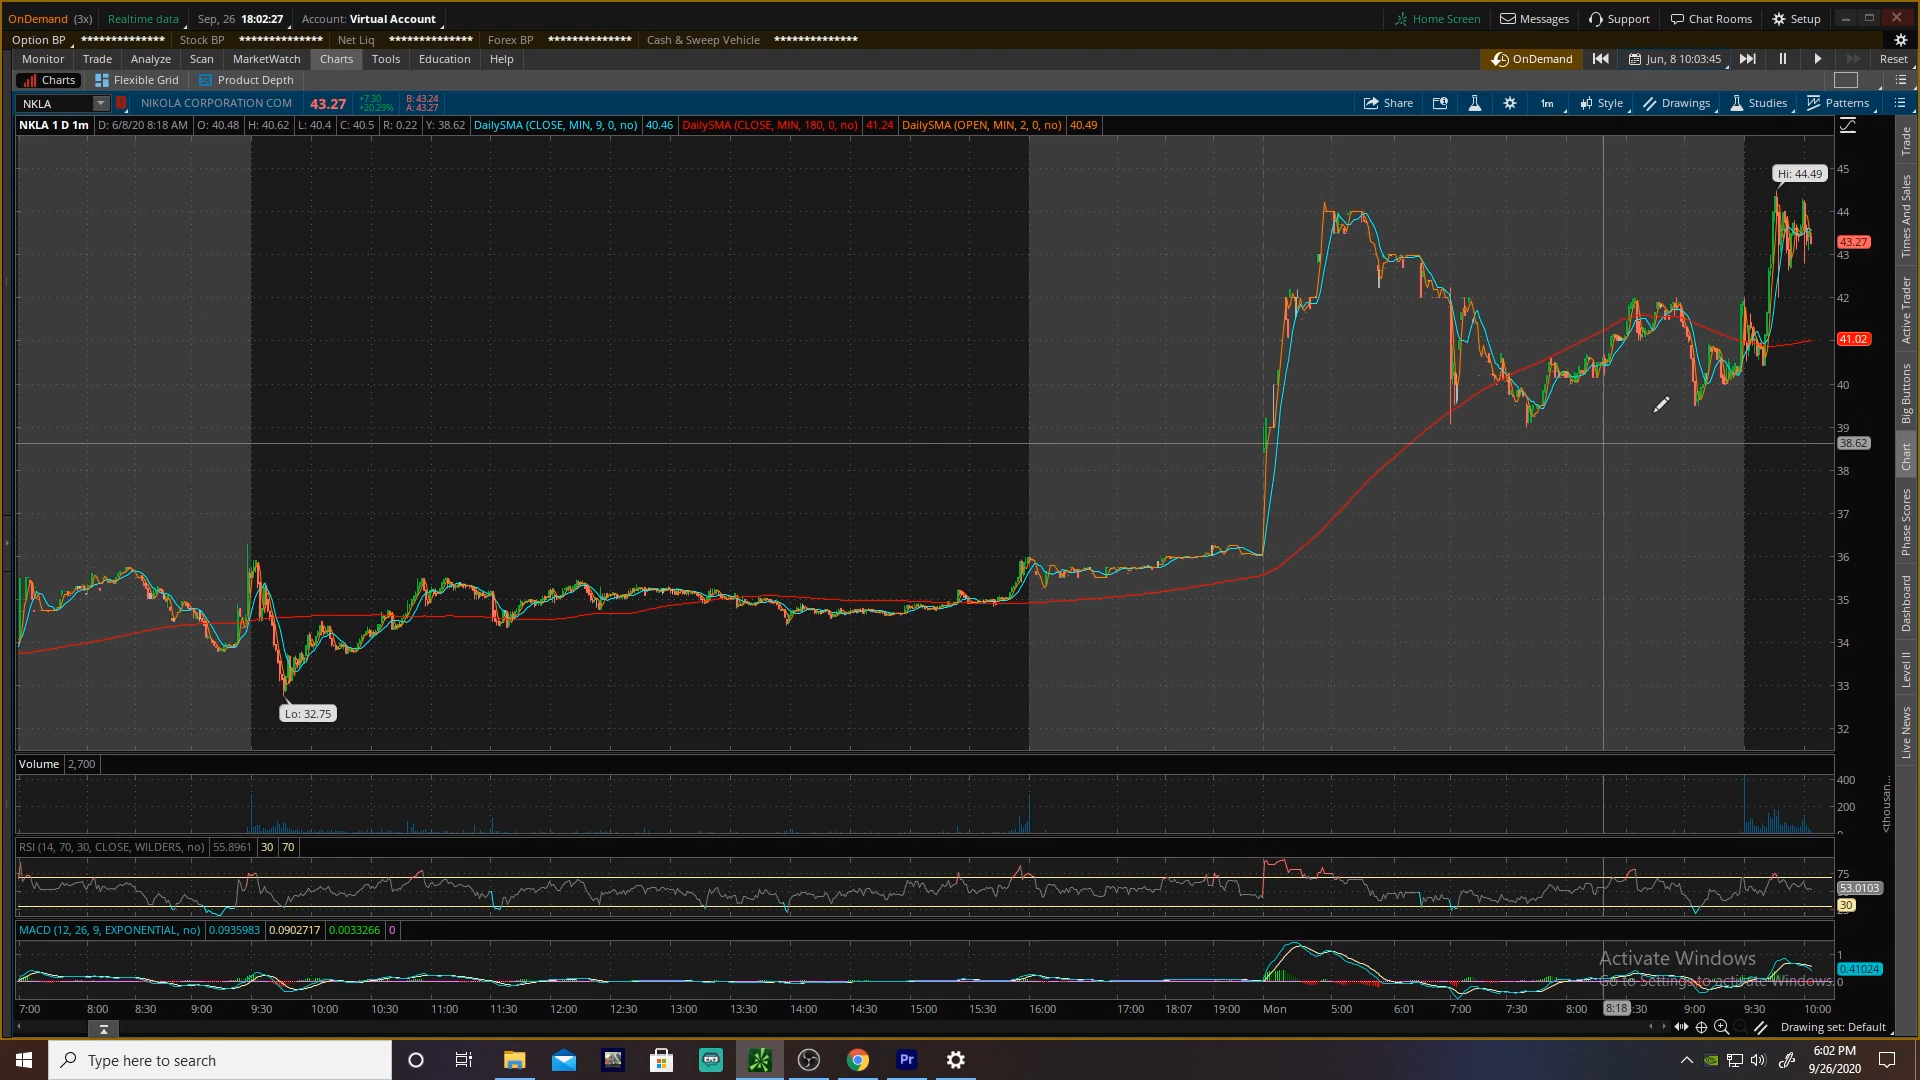 OnDemand (3x) Realtime data Sep, 26 18:02:27 Account: Virtual Account Home Screen Messages Support Chat Rooms Setup
Option BP ************** Stock BP ************** Net Liq ************** Forex BP ************** Cash & Sweep Vehicle **************
Monitor Trade Analyze Scan MarketWatch Charts Tools Education Help OnDemand Jun, 8 10:03:45 Reset
Charts Flexible Grid Product Depth
NKLA NIKOLA CORPORATION COM 43.27 +7.30 +20.29% B: 43.24 A: 43.27 Share 1m Style Drawings Studies Patterns
NKLA 1 D 1m D: 6/8/20 8:18 AM O: 40.48 H: 40.62 L: 40.4 C: 40.5 R: 0.22 Y: 38.62 DailySMA (CLOSE, MIN, 9, 0, no) 40.46 DailySMA (CLOSE, MIN, 180, 0, no) 41.24 DailySMA (OPEN, MIN, 2, 0, no) 40.49
Hi: 44.49
45
44
43.27
43
42
41.02
40
39
38.62
38
37
36
35
34
33
32
Lo: 32.75
Volume 2,700
400
200
<thousan...
RSI (14, 70, 30, CLOSE, WILDERS, no) 55.8961 30 70
75
53.0103
30
MACD (12, 26, 9, EXPONENTIAL, no) 0.0935983 0.0902717 0.0033266 0
1
0.41024
0
Activate Windows
Go to Settings to activate Windows.
7:00 8:00 8:30 9:00 9:30 10:00 10:30 11:00 11:30 12:00 12:30 13:00 13:30 14:00 14:30 15:00 15:30 16:00 17:00 18:07 19:00 Mon 5:00 6:01 7:00 8:00 8:18 :30 9:00 9:30 10:00
Drawing set: Default
Trade
Times And Sales
Active Trader
Big Buttons
Chart
Phase Scores
Dashboard
Level II
Live News
Type here to search
Pr
6:02 PM
9/26/2020